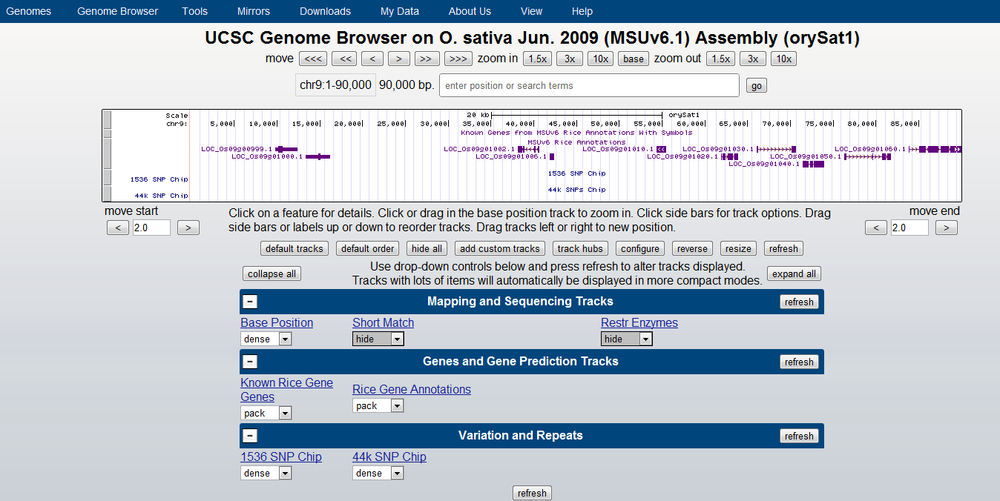 Genomes Genome Browser Tools Mirrors Downloads My Data About Us View Help
UCSC Genome Browser on O. sativa Jun. 2009 (MSUv6.1) Assembly (orySat1)
move <<< << < > >> >>> zoom in 1.5x 3x 10x base zoom out 1.5x 3x 10x
chr9:1-90,000 90,000 bp. enter position or search terms go
Scale 20 kb orySat1
chr9: 5,000 10,000 15,000 20,000 25,000 30,000 35,000 40,000 45,000 50,000 55,000 60,000 65,000 70,000 75,000 80,000 85,000
Known Genes from MSUv6 Rice Annotations With Symbols
MSUv6 Rice Annotations
LOC_Os09g00999.1 LOC_Os09g01002.1 LOC_Os09g01010.1 LOC_Os09g01030.1 LOC_Os09g01060.1
LOC_Os09g01000.1 LOC_Os09g01006.1 LOC_Os09g01020.1 LOC_Os09g01050.1
LOC_Os09g01040.1
1536 SNP Chip
1536 SNP Chip
44k SNPs Chip
44k SNP Chip
move start Click on a feature for details. Click or drag in the base position track to zoom in. Click side bars for track options. Drag move end
< 2.0 > side bars or labels up or down to reorder tracks. Drag tracks left or right to new position. < 2.0 >
default tracks default order hide all add custom tracks track hubs configure reverse resize refresh
collapse all Use drop-down controls below and press refresh to alter tracks displayed. expand all
Tracks with lots of items will automatically be displayed in more compact modes.
- Mapping and Sequencing Tracks refresh
Base Position Short Match Restr Enzymes
dense hide hide
- Genes and Gene Prediction Tracks refresh
Known Rice Gene Rice Gene Annotations
Genes
pack pack
- Variation and Repeats refresh
1536 SNP Chip 44k SNP Chip
dense dense
refresh